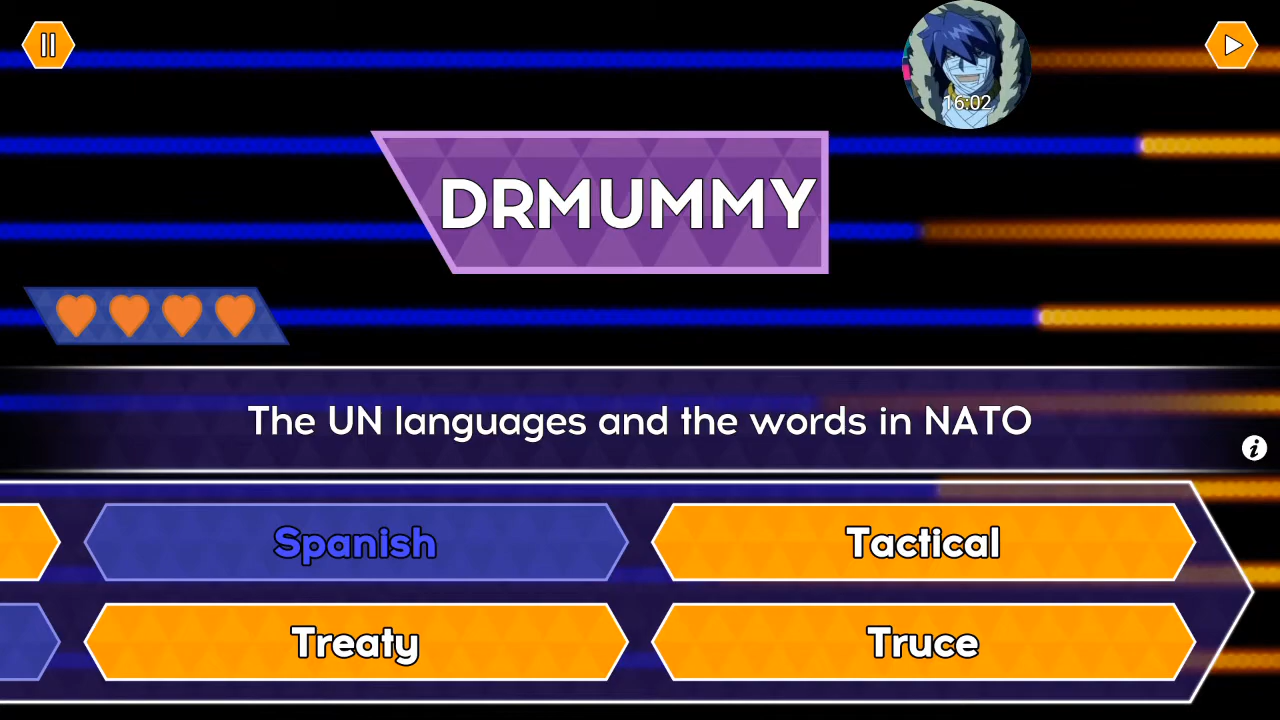 16:02
DRMUMMY
The UN languages and the words in NATO
i
Spanish
Tactical
Treaty
Truce